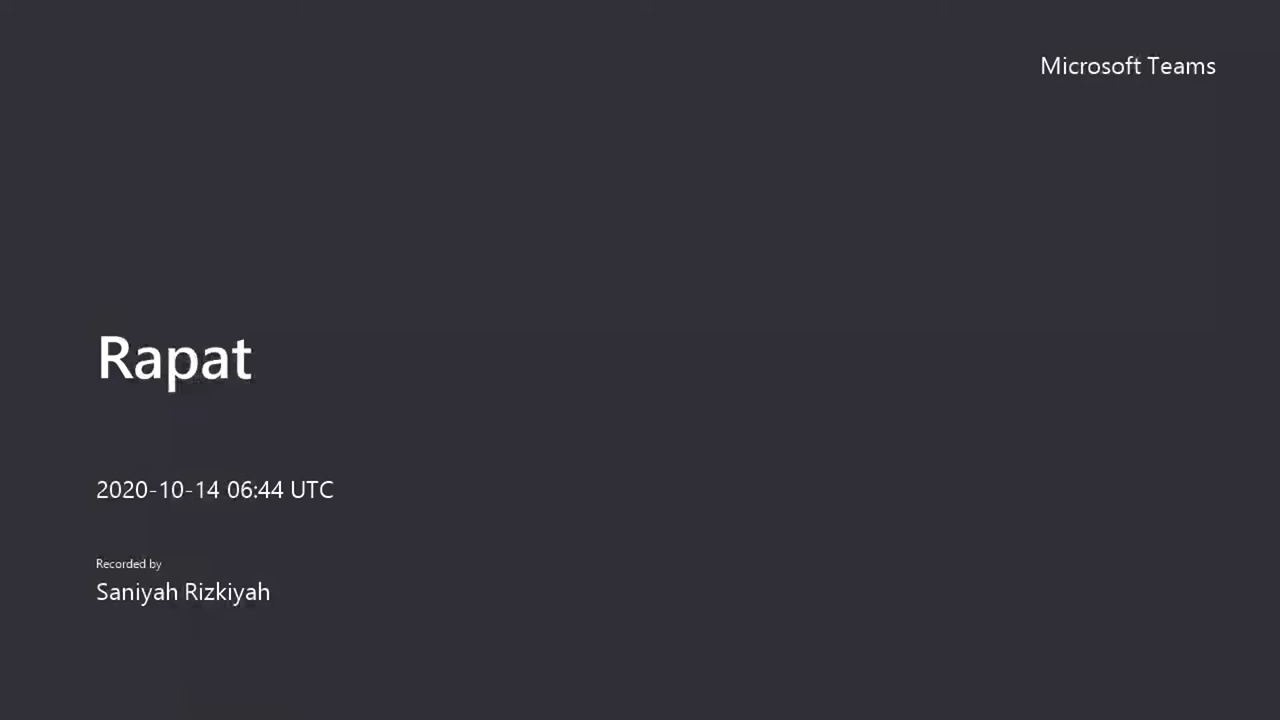 Microsoft Teams
Rapat
2020-10-14 06:44 UTC
Recorded by
Saniyah Rizkiyah